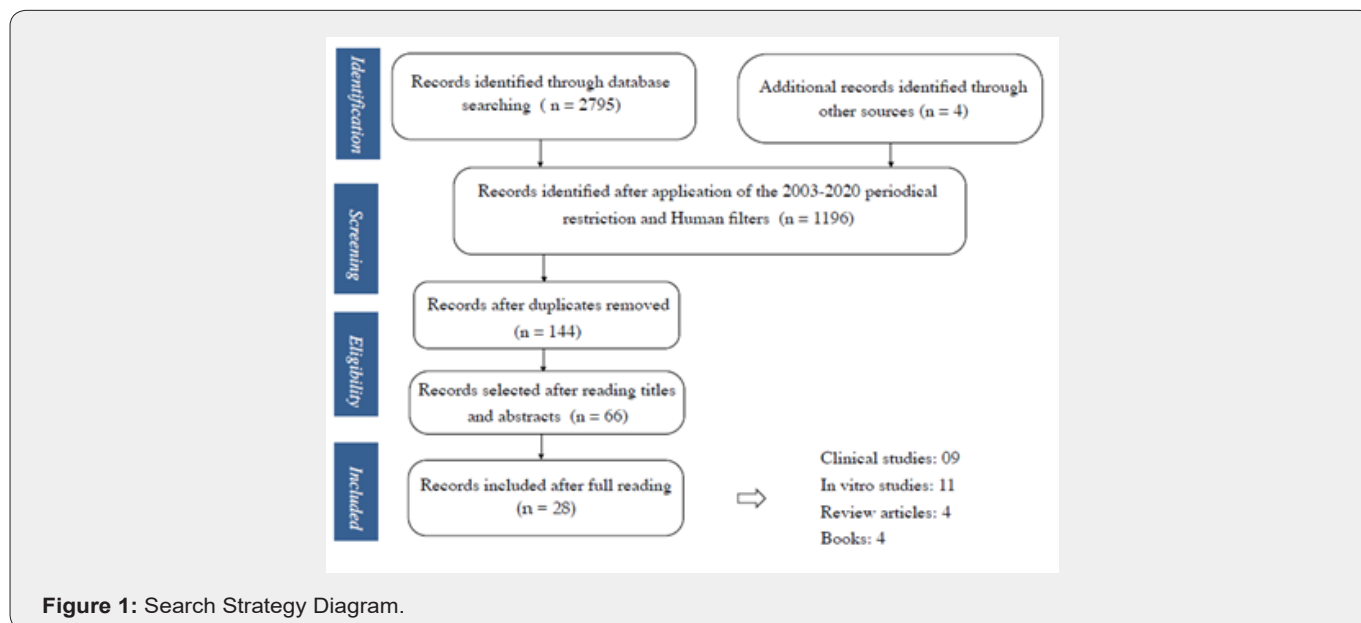 Identification
Records identified through database
searching ( n = 2795)
Additional records identified through
other sources (n = 4)
Screening
Records identified after application of the 2003-2020 periodical
restriction and Human filters (n = 1196)
Records after duplicates removed
(n = 144)
Eligibility
Records selected after reading titles
and abstracts (n = 66)
Included
Records included after full reading
(n = 28)
Clinical studies: 09
In vitro studies: 11
Review articles: 4
Books: 4
Figure 1: Search Strategy Diagram.